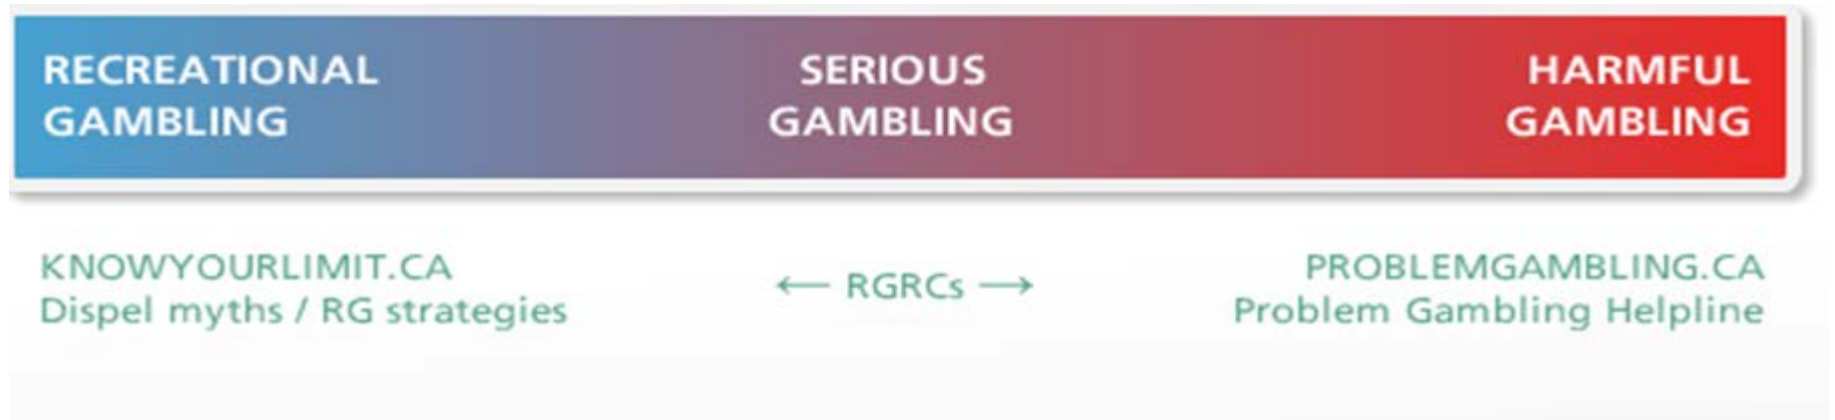 RECREATIONAL
GAMBLING
SERIOUS
GAMBLING
HARMFUL
GAMBLING
KNOWYOURLIMIT.CA
Dispel myths / RG strategies
← RGRCs →
PROBLEMGAMBLING.CA
Problem Gambling Helpline